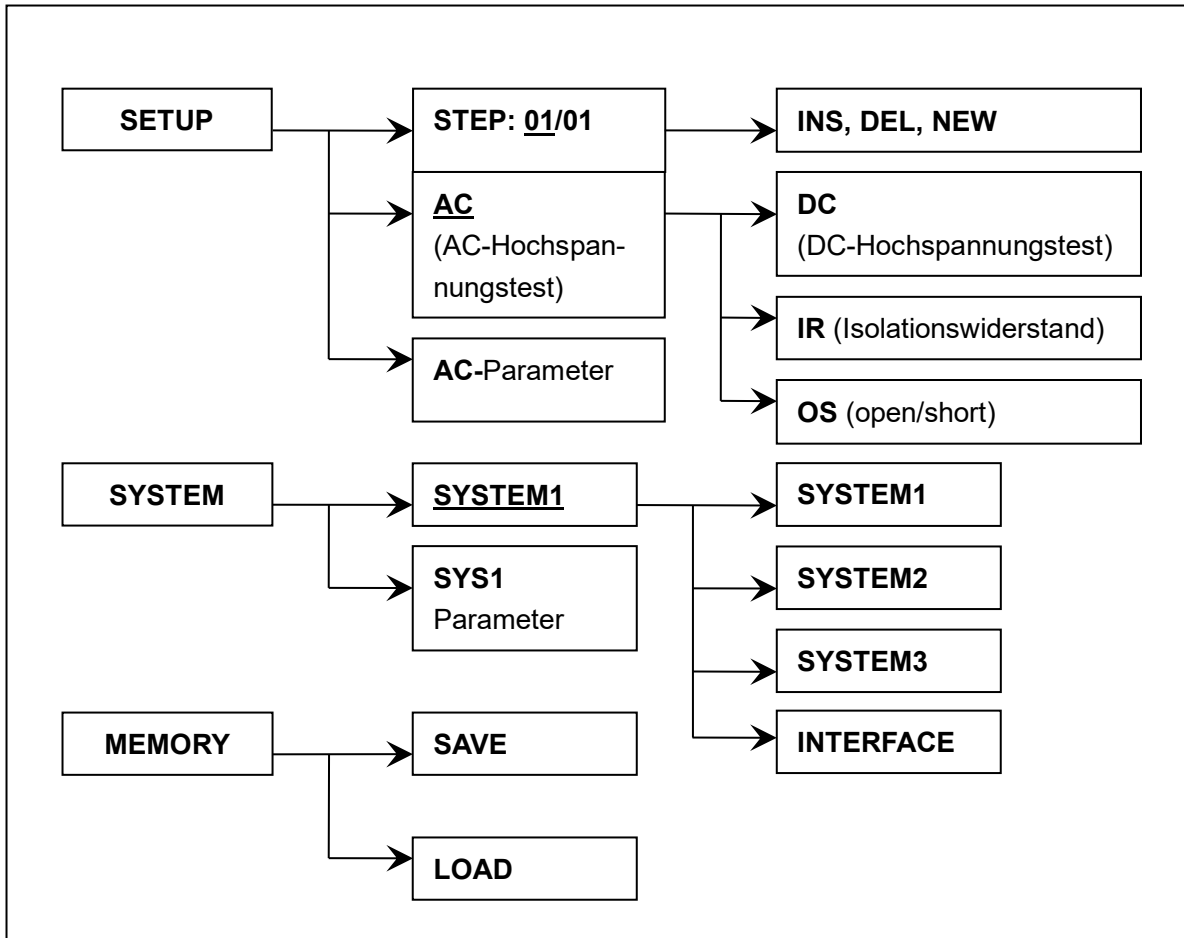 SETUP
STEP: 01/01
INS, DEL, NEW
AC
(AC-Hochspan-
nungstest)
DC
(DC-Hochspannungstest)
IR (Isolationswiderstand)
AC-Parameter
OS (open/short)
SYSTEM
SYSTEM1
SYSTEM1
SYS1
Parameter
SYSTEM2
SYSTEM3
MEMORY
SAVE
INTERFACE
LOAD